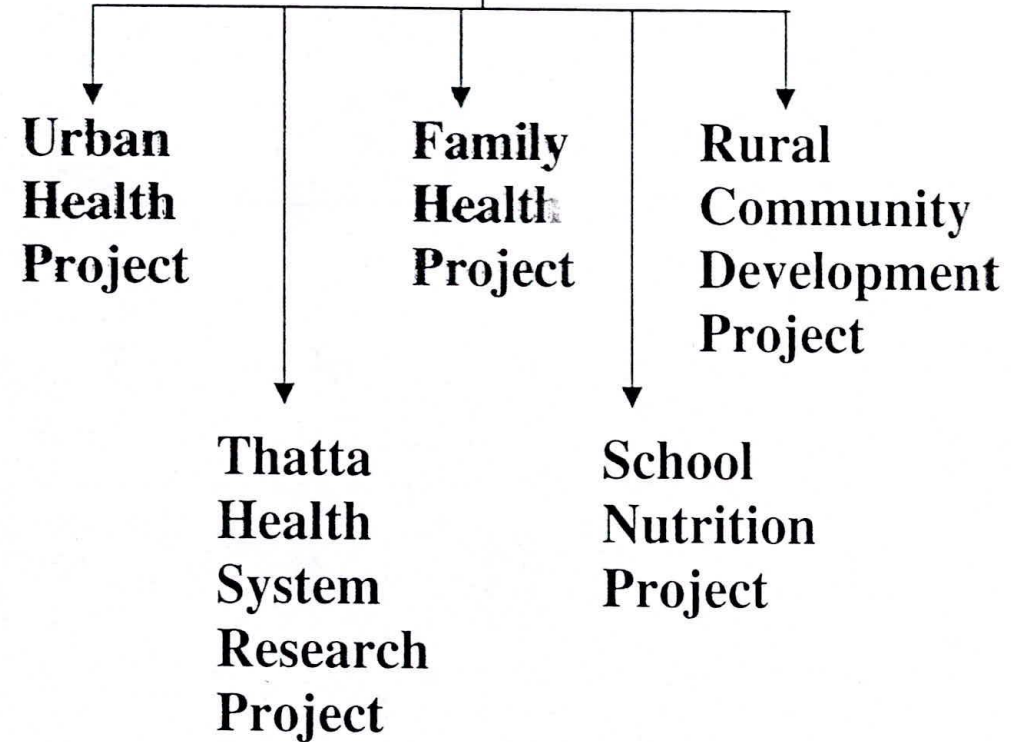 Urban
Health
Project
Thatta
Health
System
Research
Project
Family
Health
Project
School
Nutrition
Project
Rural
Community
Development
Project